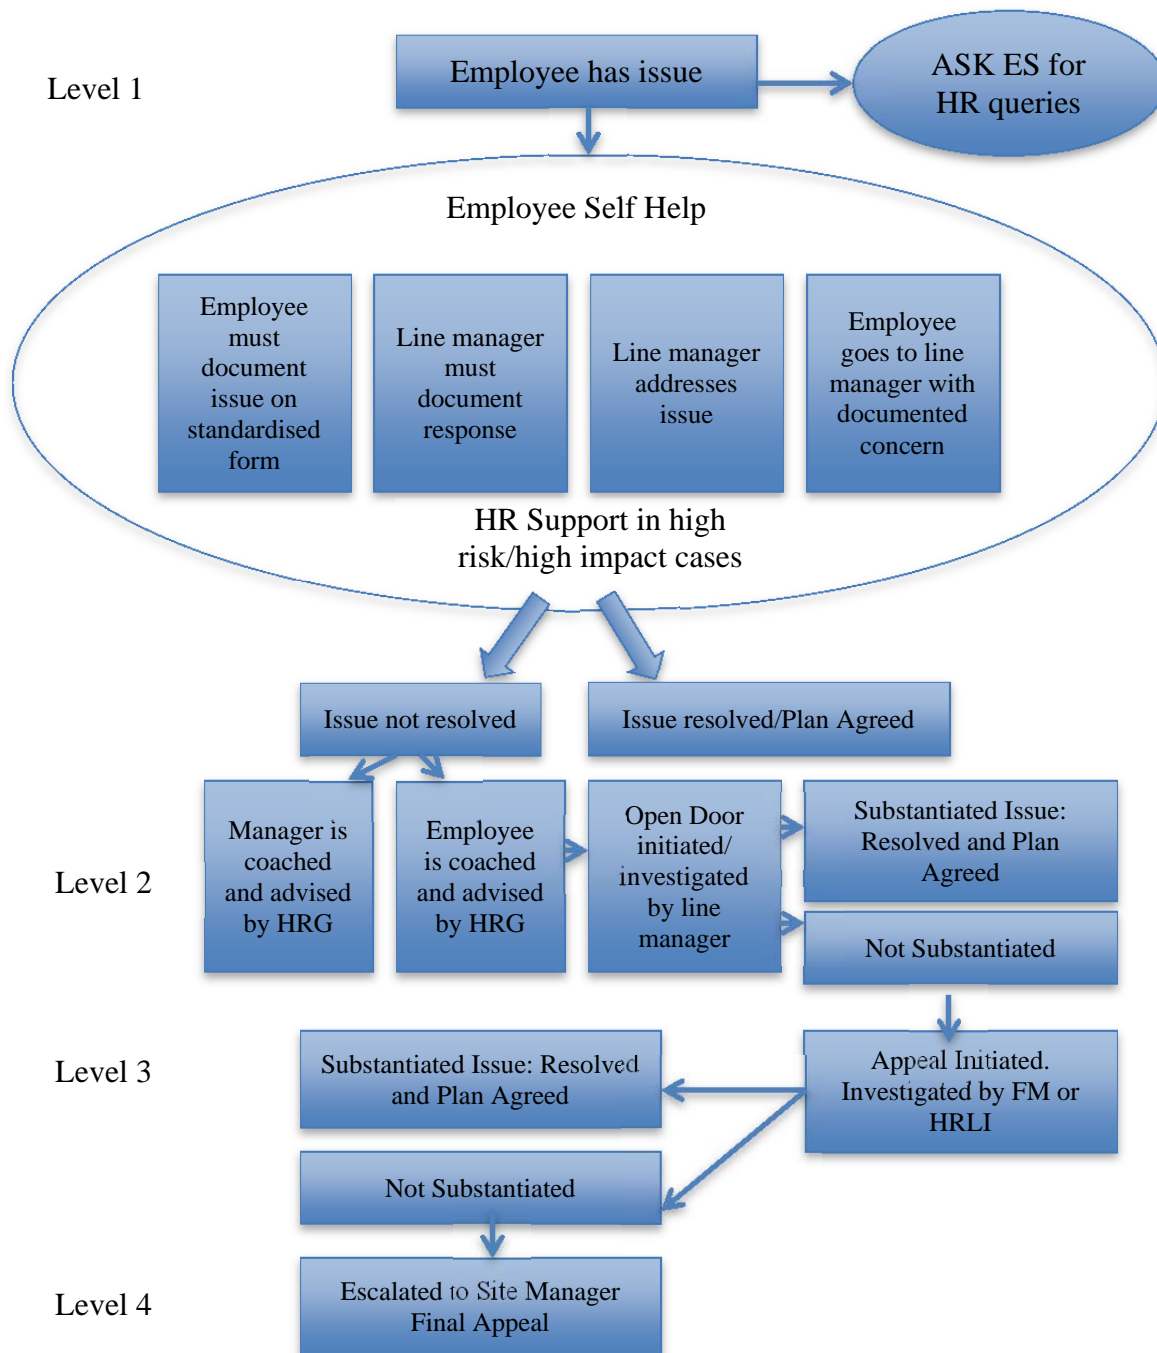 Level 1
Employee has issue
ASK ES for
HR queries
Employee Self Help
Employee
must
document
issue on
standardised
form
Line manager
must
document
response
Line manager
addresses
issue
Employee
goes to line
manager with
documented
concern
HR Support in high
risk/high impact cases
Issue not resolved
Issue resolved/Plan Agreed
Level 2
Manager is
coached
and advised
by HRG
Employee
is coached
and advised
by HRG
Open Door
initiated/
investigated
by line
manager
Substantiated Issue:
Resolved and Plan
Agreed
Not Substantiated
Level 3
Substantiated Issue: Resolved
and Plan Agreed
Appeal Initiated.
Investigated by FM or
HRLI
Not Substantiated
Level 4
Escalated to Site Manager
Final Appeal